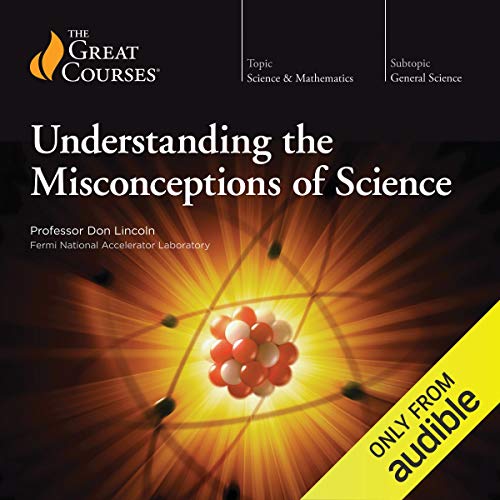 THE
GREAT
COURSES®
Topic
Science & Mathematics
Subtopic
General Science
Understanding the
Misconceptions of Science
Professor Don Lincoln
Fermi National Accelerator Laboratory
ONLY FROM
audible